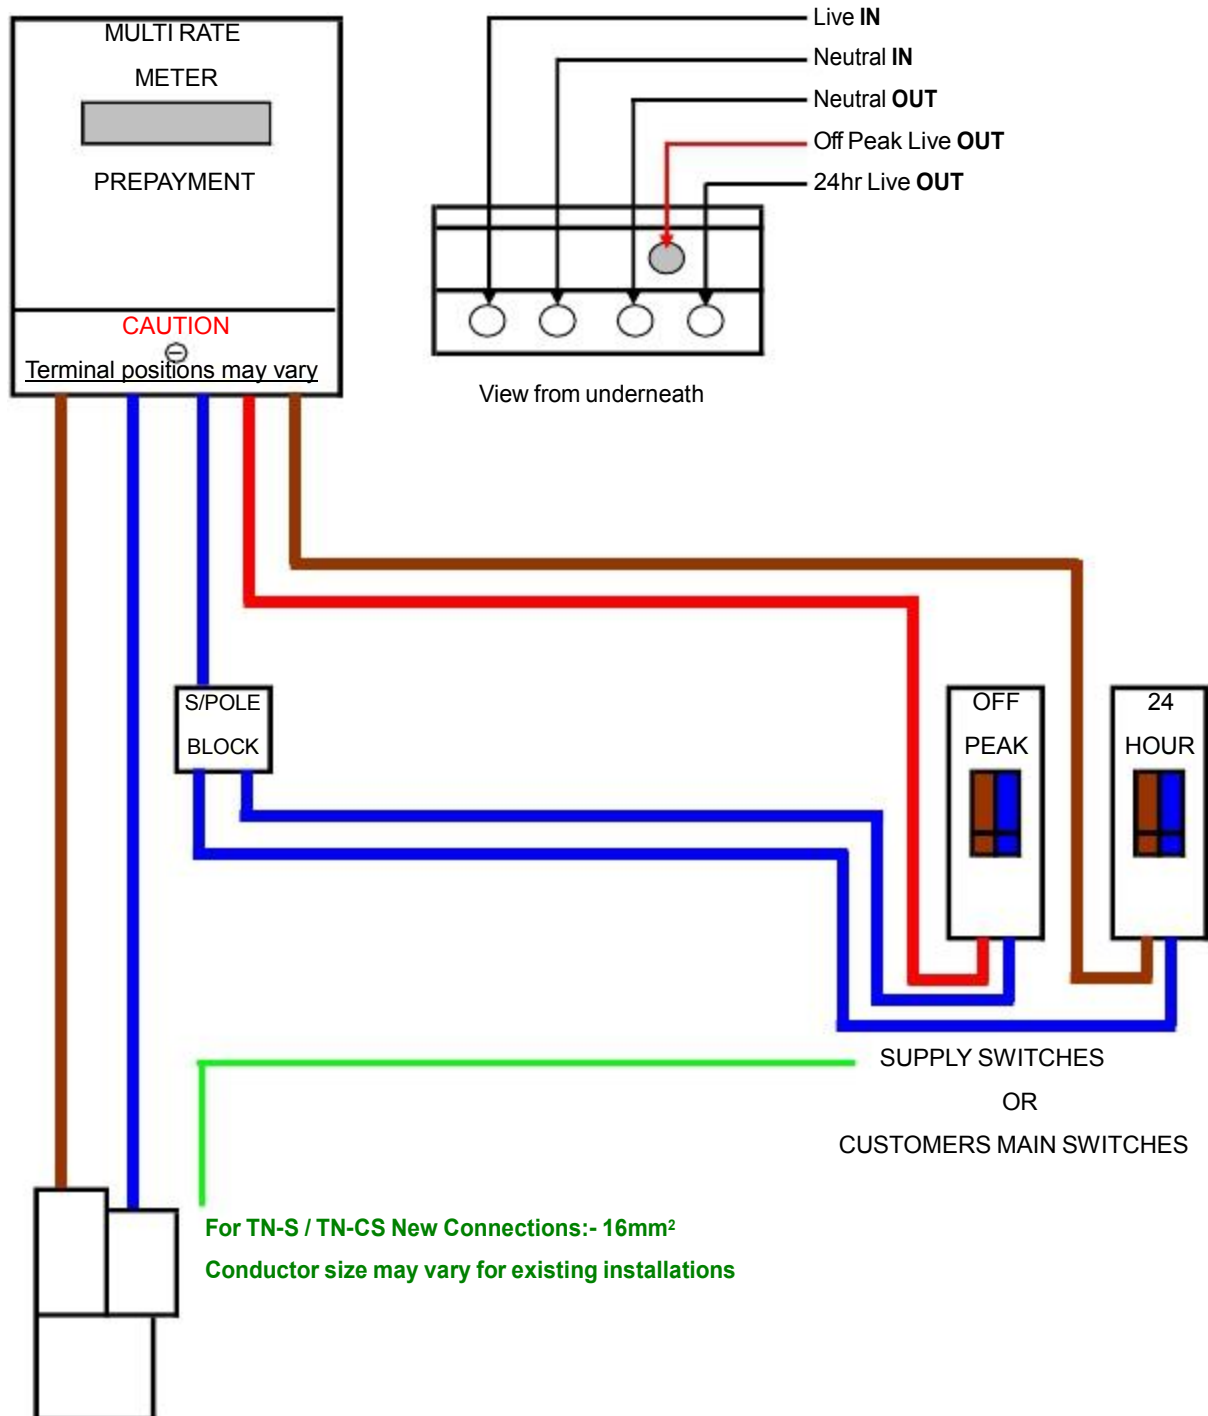 MULTI RATE
METER
PREPAYMENT
CAUTION
Terminal positions may vary
Live IN
Neutral IN
Neutral OUT
Off Peak Live OUT
24hr Live OUT
View from underneath
S/POLE
BLOCK
OFF
PEAK
24
HOUR
SUPPLY SWITCHES
OR
CUSTOMERS MAIN SWITCHES
For TN-S / TN-CS New Connections:- 16mm²
Conductor size may vary for existing installations